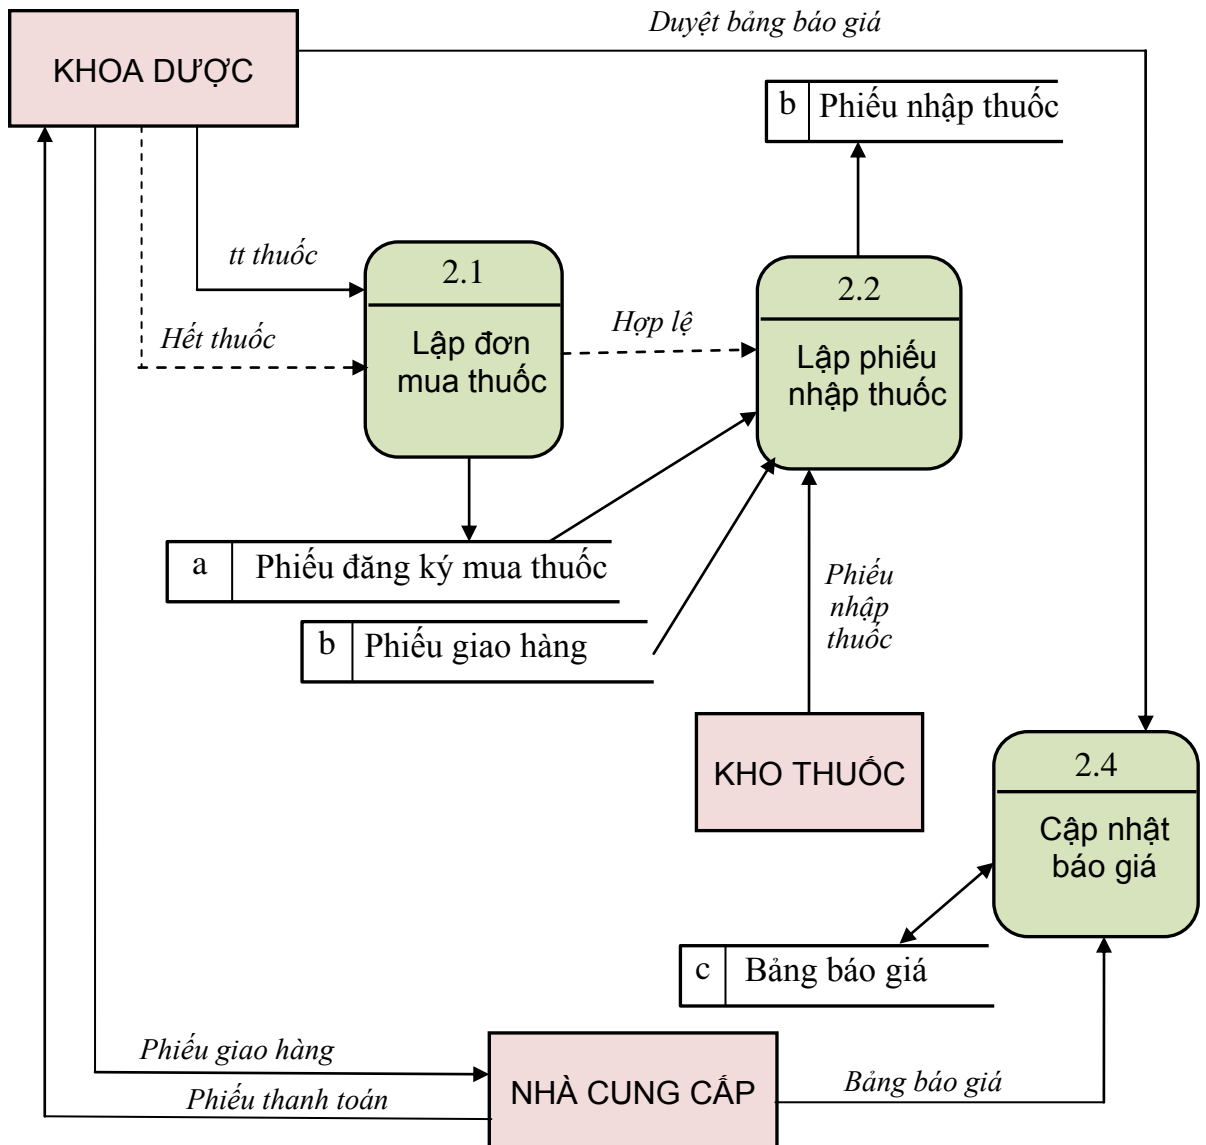 Duyệt bảng báo giá
KHOA DƯỢC
b Phiếu nhập thuốc
tt thuốc
2.1
2.2
Hết thuốc
Lập đơn
mua thuốc
Hợp lệ
Lập phiếu
nhập thuốc
a Phiếu đăng ký mua thuốc
Phiếu
nhập
thuốc
b Phiếu giao hàng
KHO THUỐC
2.4
Cập nhật
báo giá
c Bảng báo giá
Phiếu giao hàng
Phiếu thanh toán
NHÀ CUNG CẤP
Bảng báo giá